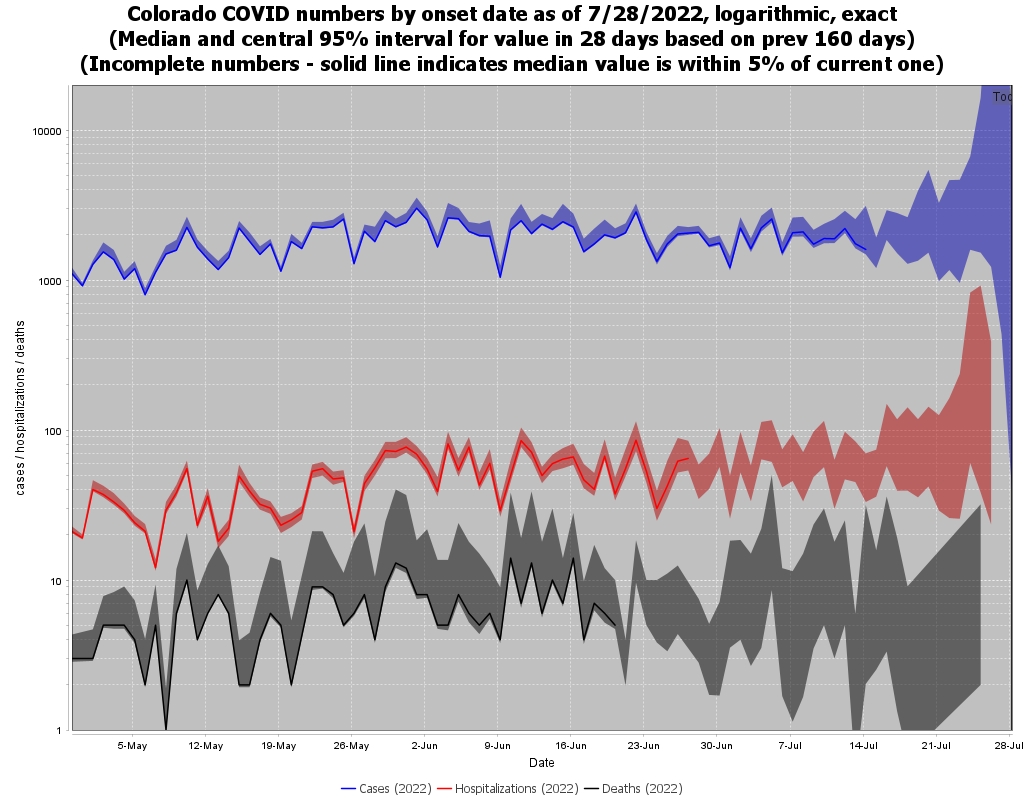 Colorado COVID numbers by onset date as of 7/28/2022, logarithmic, exact
(Median and central 95% interval for value in 28 days based on prev 160 days)
(Incomplete numbers - solid line indicates median value is within 5% of current one)
cases / hospitalizations / deaths
10000
1000
100
10
1
5-May 12-May 19-May 26-May 2-Jun 9-Jun 16-Jun 23-Jun 30-Jun 7-Jul 14-Jul 21-Jul 28-Jul
Date
Cases (2022) Hospitalizations (2022) Deaths (2022)